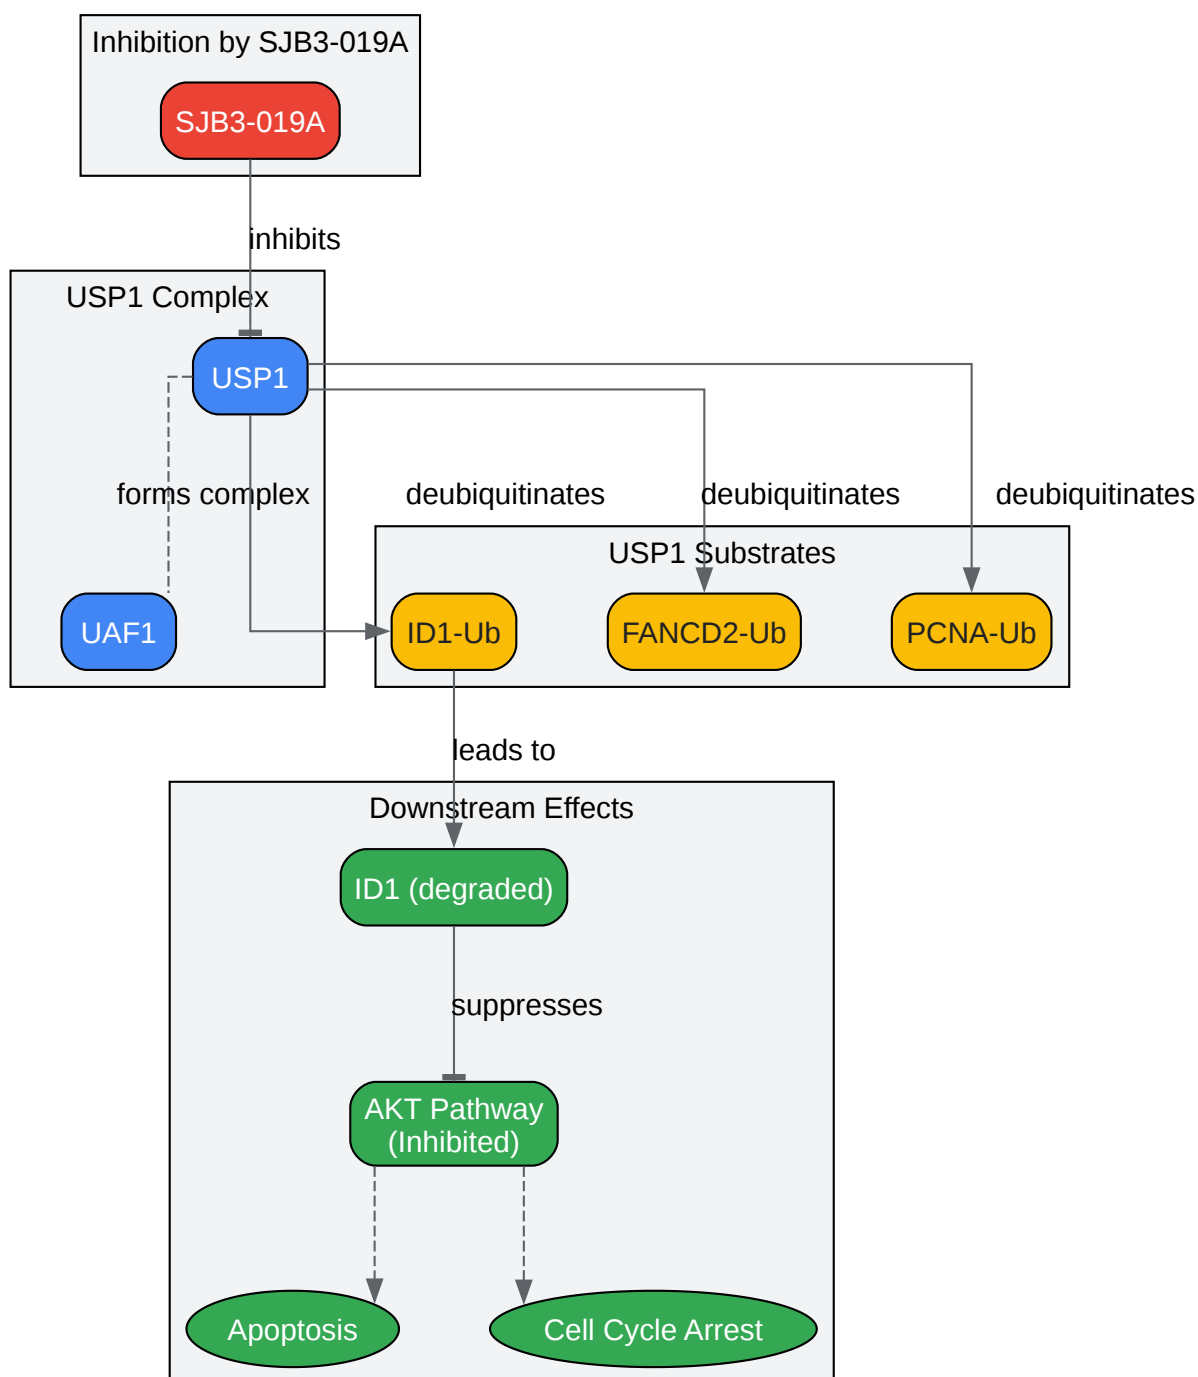 Inhibition by SJB3-019A
SJB3-019A
inhibits
USP1 Complex
USP1
forms complex
deubiquitinates
deubiquitinates
deubiquitinates
USP1 Substrates
UAF1
ID1-Ub
FANCD2-Ub
PCNA-Ub
leads to
Downstream Effects
ID1 (degraded)
suppresses
AKT Pathway
(Inhibited)
Apoptosis
Cell Cycle Arrest